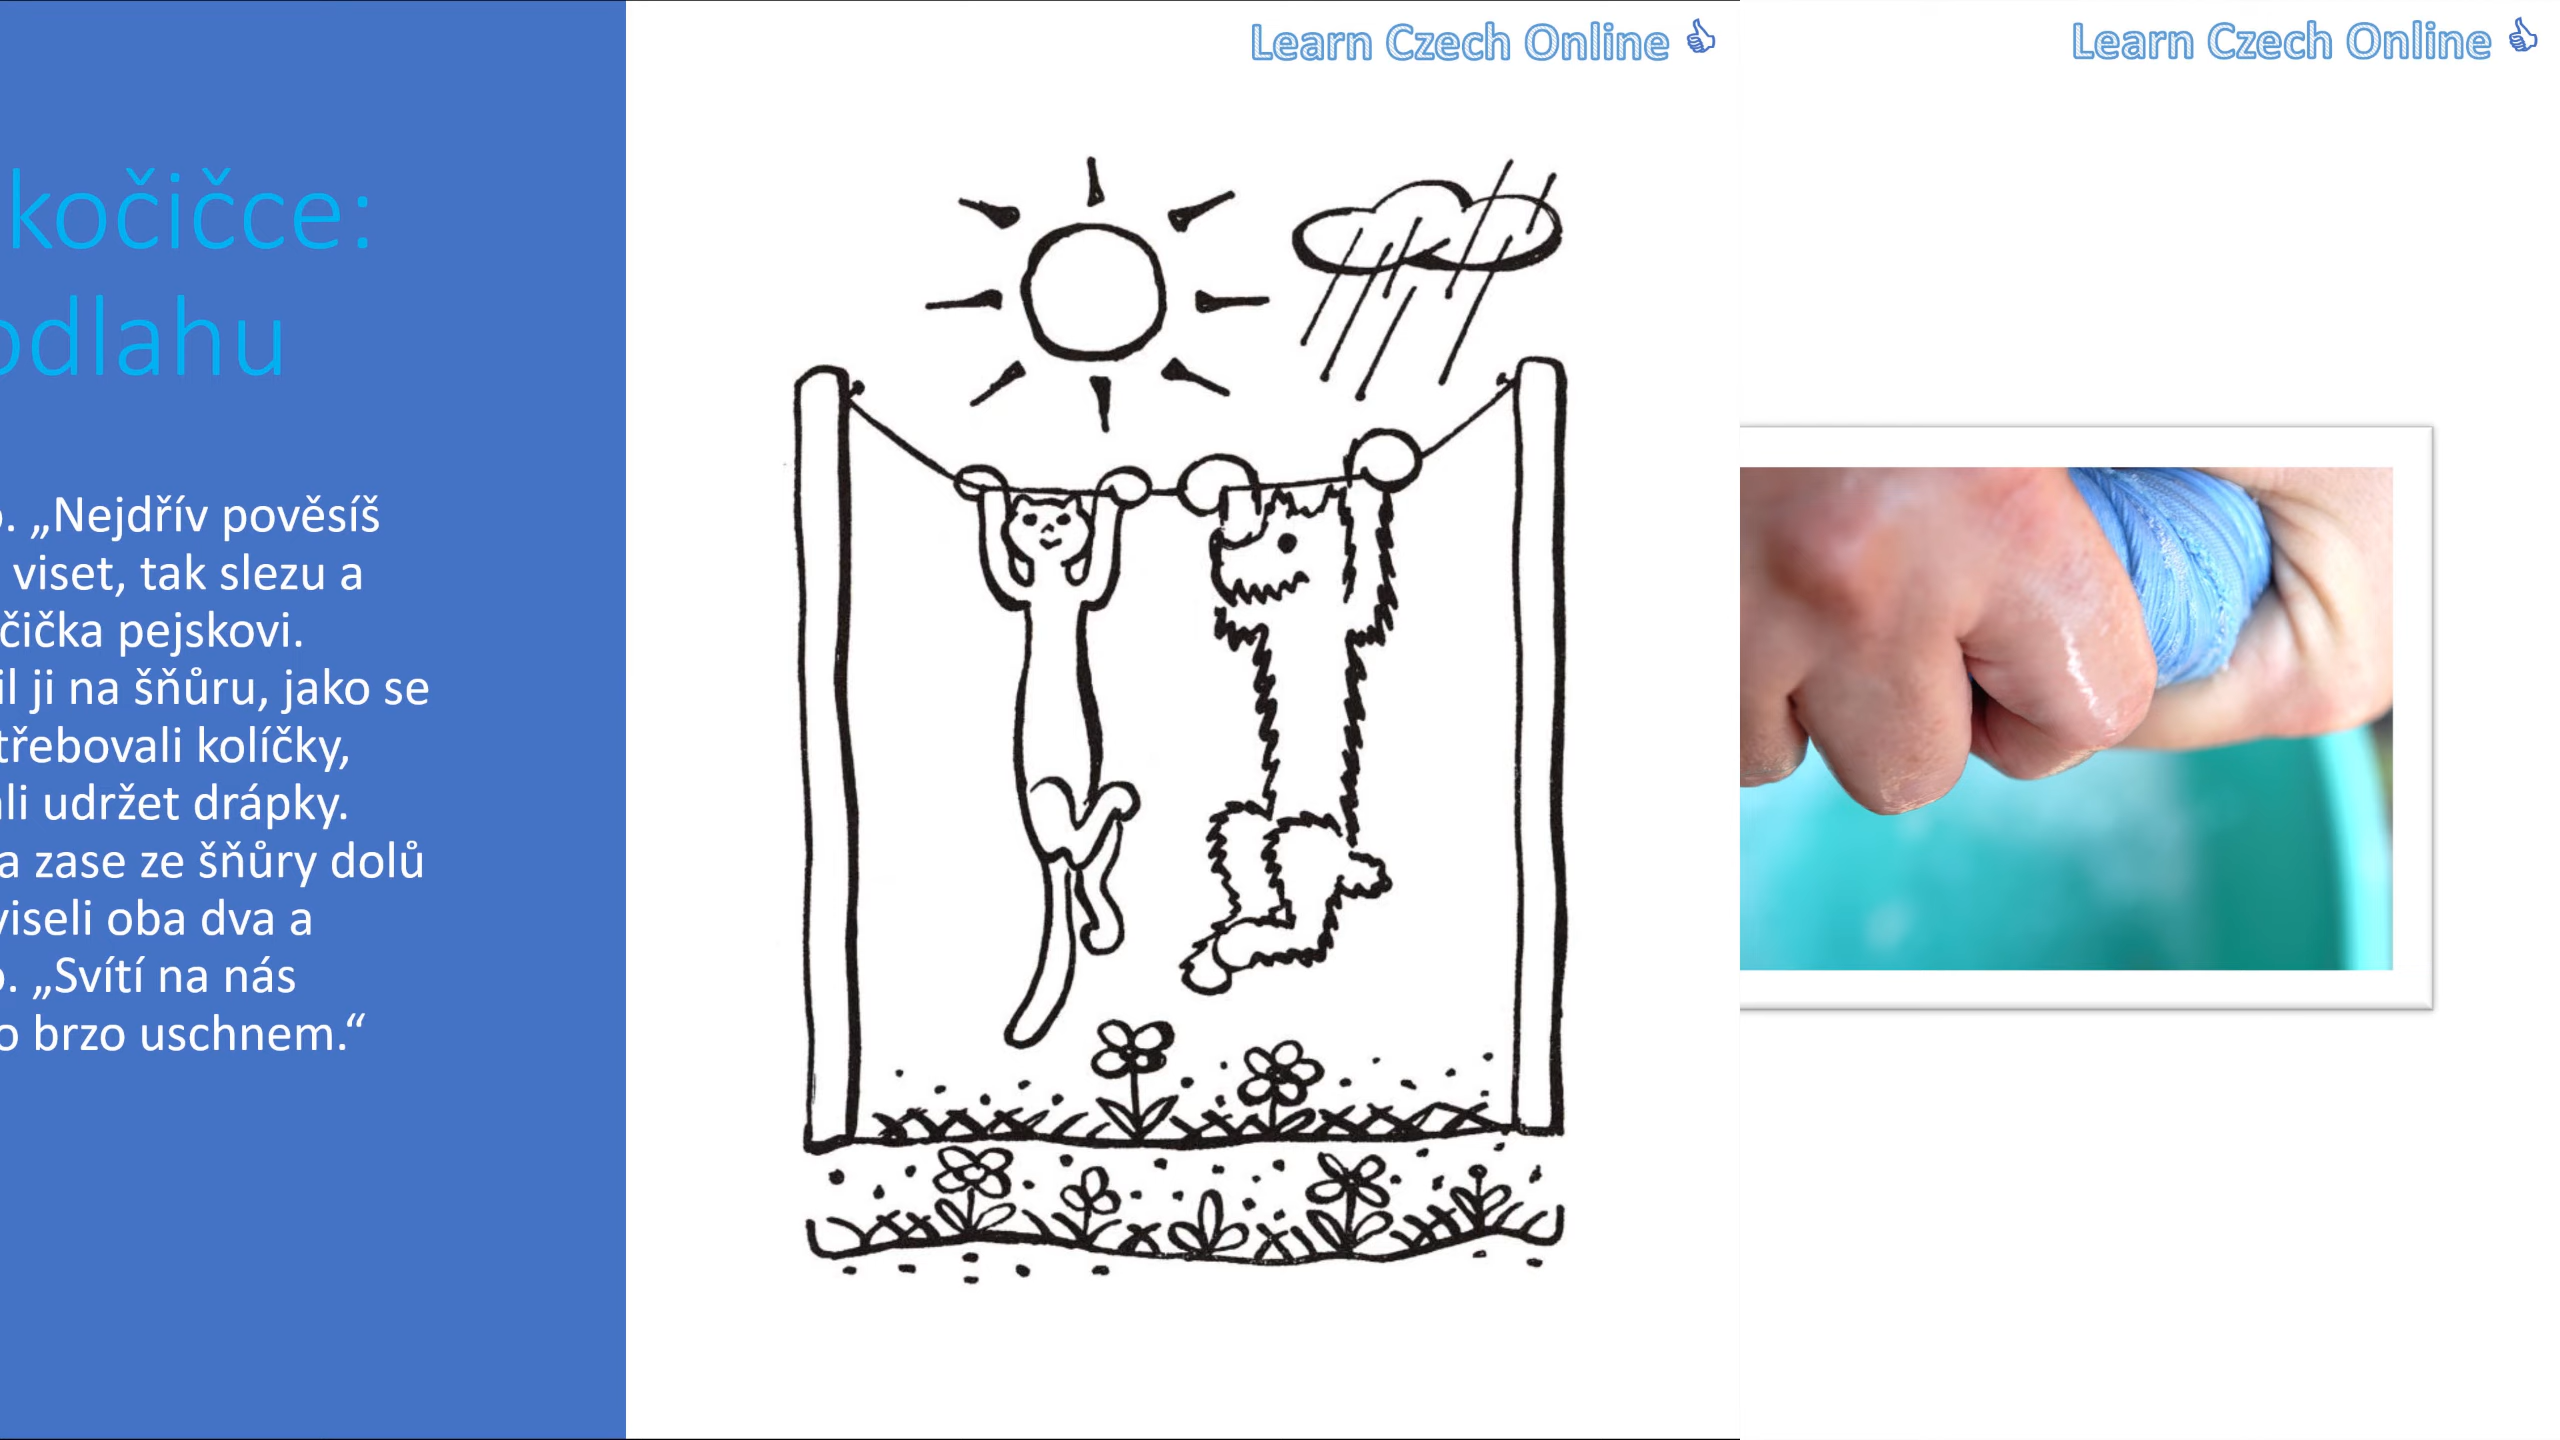 Learn Czech Online
Learn Czech Online
kočičce:
odlahu
. „Nejdřív pověsíš
viset, tak slezu a
čička pejskovi.
il ji na šňůru, jako se
třebovali kolíčky,
li udržet drápky.
a zase ze šňůry dolů
viseli oba dva a
. „Svítí na nás
o brzo uschnem.“